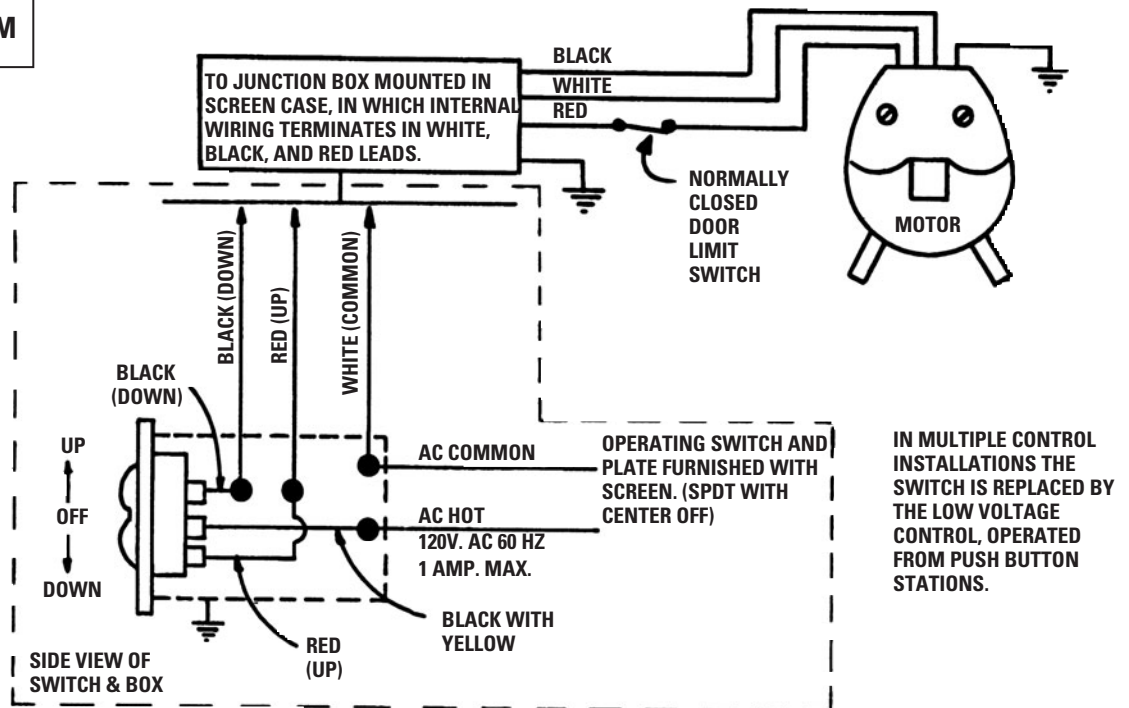 M
TO JUNCTION BOX MOUNTED IN
SCREEN CASE, IN WHICH INTERNAL
WIRING TERMINATES IN WHITE,
BLACK, AND RED LEADS.
BLACK
WHITE
RED
NORMALLY
CLOSED
DOOR
LIMIT
SWITCH
MOTOR
BLACK (DOWN)
RED (UP)
WHITE (COMMON)
BLACK
(DOWN)
UP
OFF
DOWN
AC COMMON
AC HOT
120V. AC 60 HZ
1 AMP. MAX.
OPERATING SWITCH AND
PLATE FURNISHED WITH
SCREEN. (SPDT WITH
CENTER OFF)
BLACK WITH
YELLOW
RED
(UP)
SIDE VIEW OF
SWITCH & BOX
IN MULTIPLE CONTROL
INSTALLATIONS THE
SWITCH IS REPLACED BY
THE LOW VOLTAGE
CONTROL, OPERATED
FROM PUSH BUTTON
STATIONS.